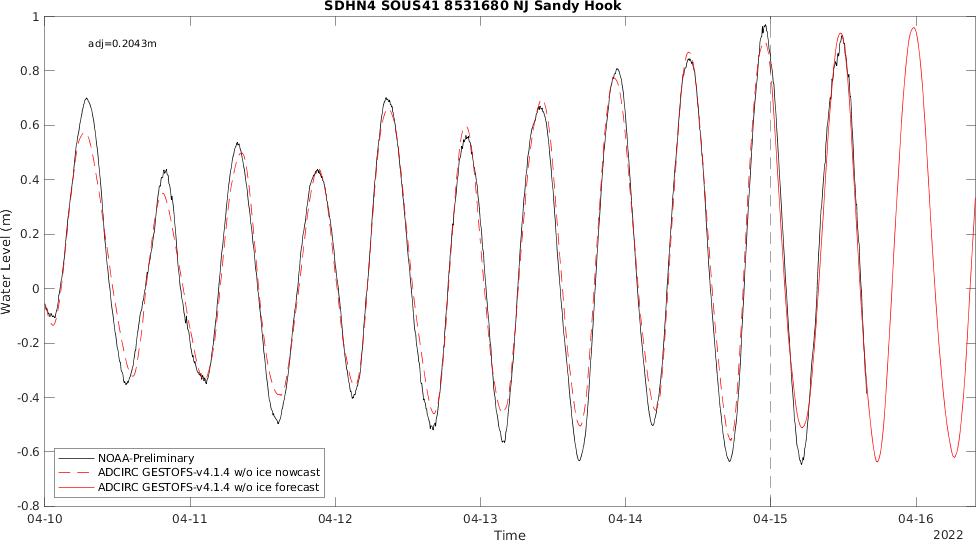 SDHN4 SOUS41 8531680 NJ Sandy Hook
adj=0.2043m
1
0.8
0.6
0.4
0.2
0
-0.2
-0.4
-0.6
-0.8
Water Level (m)
NOAA-Preliminary
ADCIRC GESTOFS-v4.1.4 w/o ice nowcast
ADCIRC GESTOFS-v4.1.4 w/o ice forecast
04-10 04-11 04-12 04-13 04-14 04-15 04-16
Time
2022